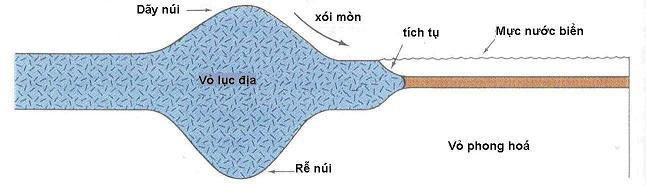 Dãy núi
xói mòn
tích tụ
Mực nước biển
Vỏ lục địa
Vỏ phong hoá
Rễ núi